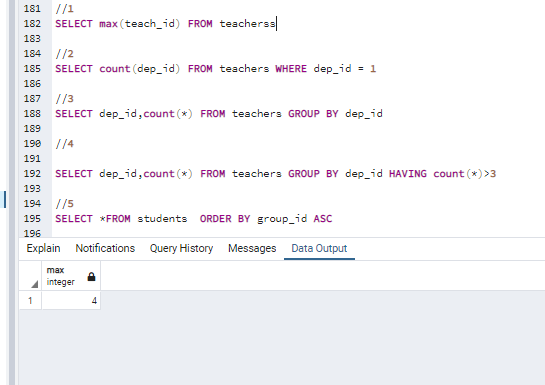 181 //1
182 SELECT max(teach_id) FROM teacherss
183
184 //2
185 SELECT count(dep_id) FROM teachers WHERE dep_id = 1
186
187 //3
188 SELECT dep_id,count(*) FROM teachers GROUP BY dep_id
189
190 //4
191
192 SELECT dep_id,count(*) FROM teachers GROUP BY dep_id HAVING count(*)>3
193
194 //5
195 SELECT *FROM students  ORDER BY group_id ASC
196
Explain Notifications Query History Messages Data Output
max
integer
1 4